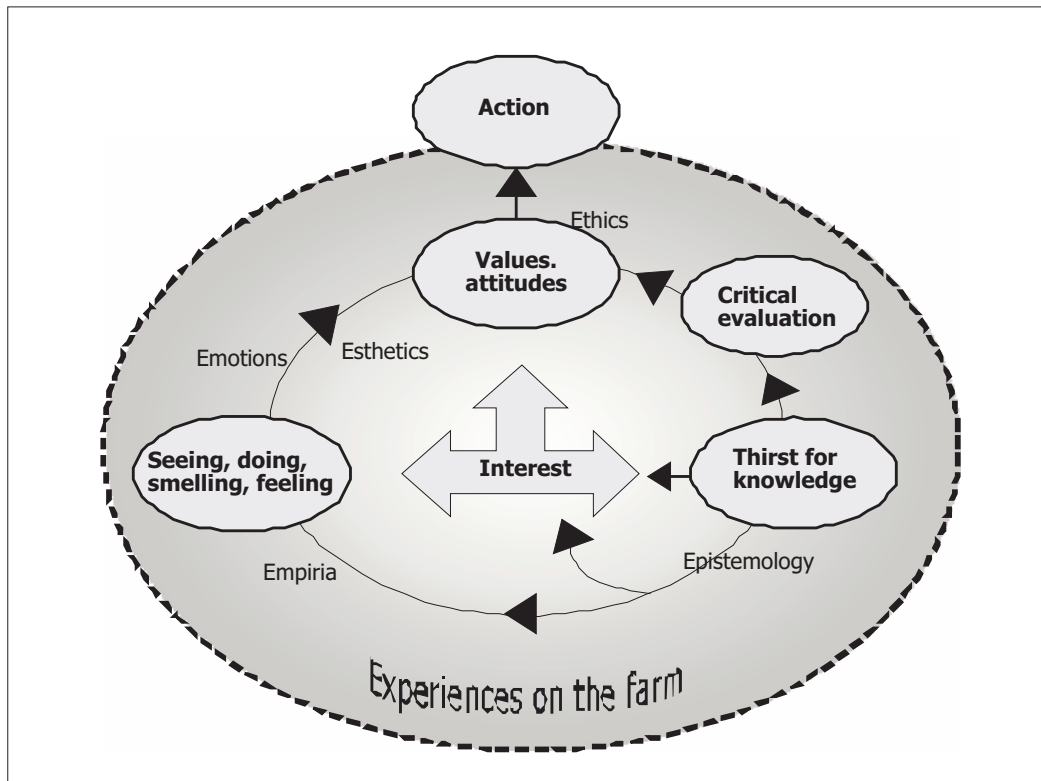 Action
Ethics
Values.
attitudes
Critical
evaluation
Emotions
Esthetics
Seeing, doing,
smelling, feeling
Interest
Thirst for
knowledge
Empiria
Epistemology
Experiences on the farm